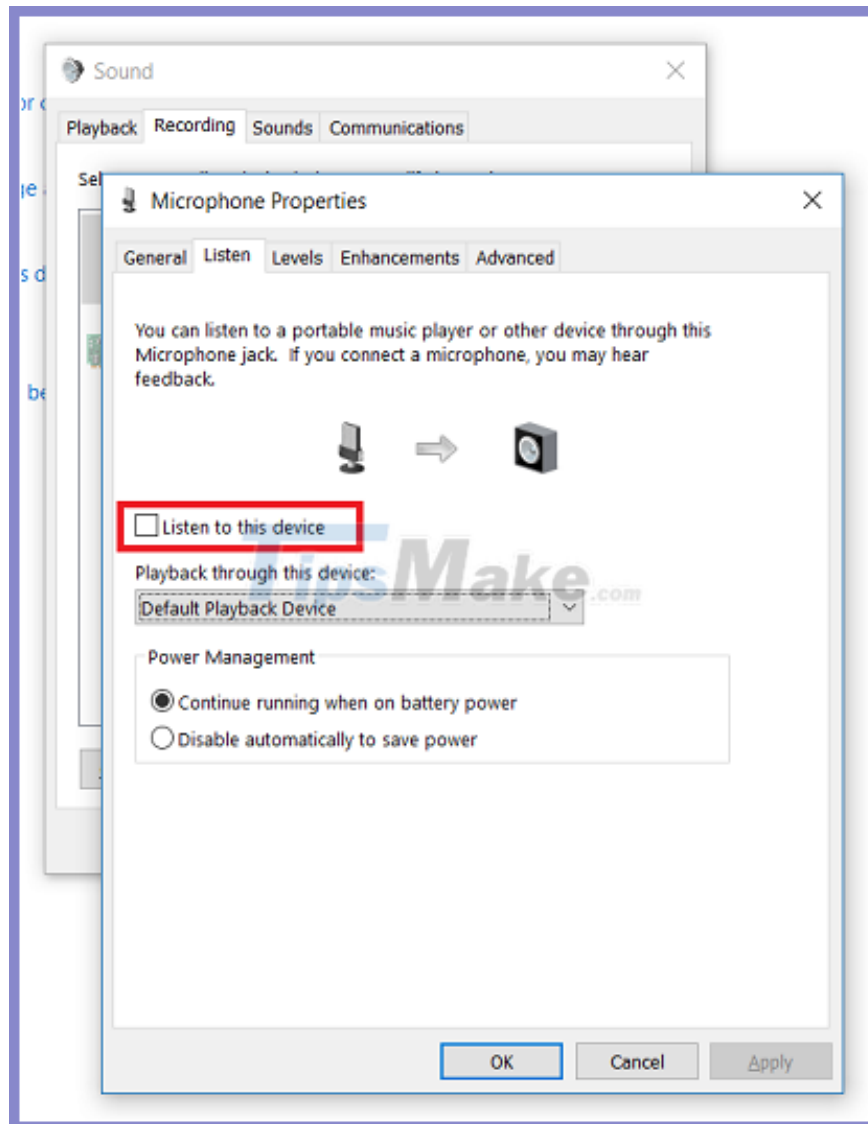 Sound
Playback Recording Sounds Communications
Microphone Properties
General Listen Levels Enhancements Advanced
You can listen to a portable music player or other device through this
Microphone jack. If you connect a microphone, you may hear
feedback.
Listen to this device
Playback through this device:
TipsMake.com
Default Playback Device
Power Management
Continue running when on battery power
Disable automatically to save power
OK Cancel Apply